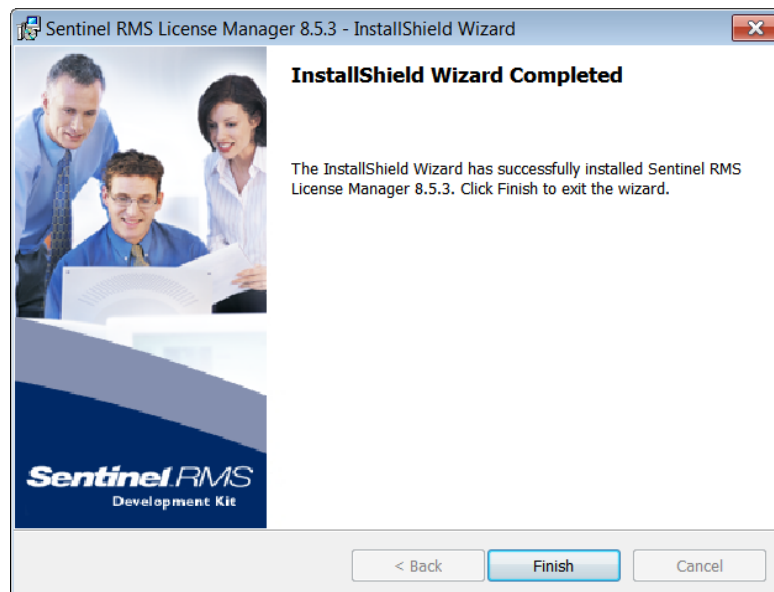 Sentinel RMS License Manager 8.5.3 - InstallShield Wizard
InstallShield Wizard Completed
The InstallShield Wizard has successfully installed Sentinel RMS
License Manager 8.5.3. Click Finish to exit the wizard.
Sentinel RMS
Development Kit
< Back
Finish
Cancel